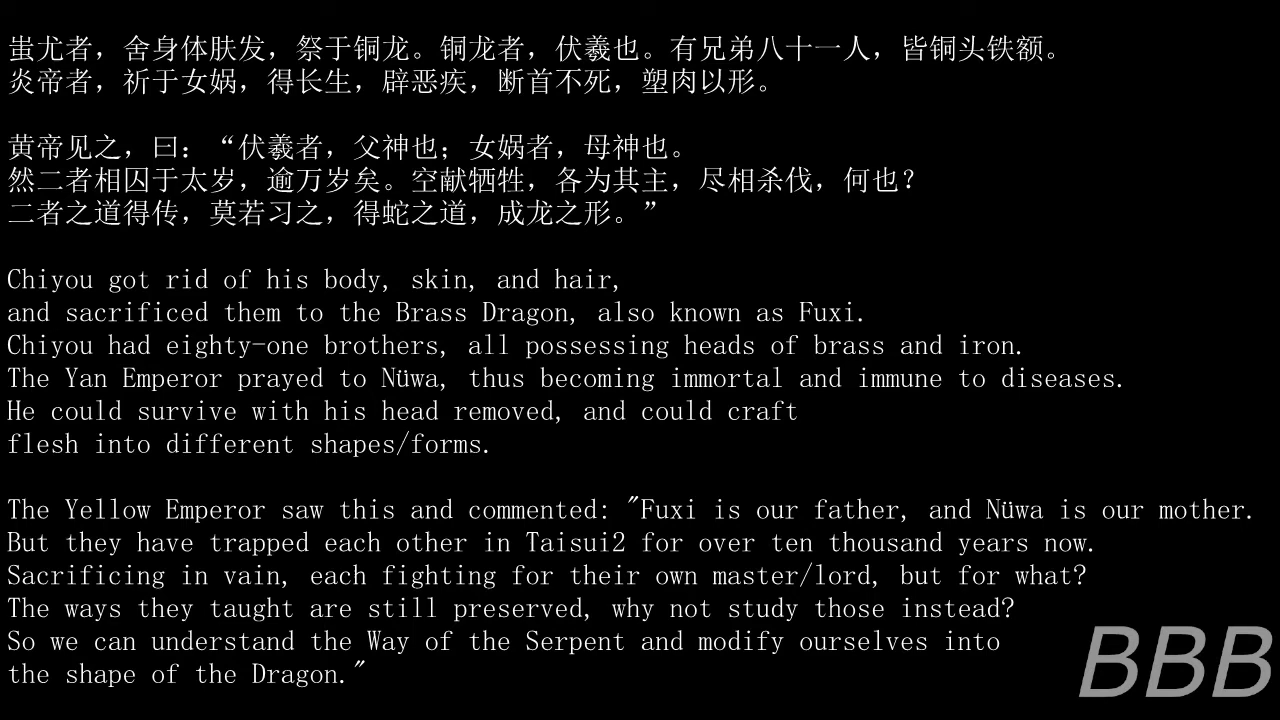 蚩尤者，舍身体肤发，祭于铜龙。铜龙者，伏羲也。有兄弟八十一人，皆铜头铁额。
炎帝者，祈于女娲，得长生，辟恶疾，断首不死，塑肉以形。
黄帝见之，曰：“伏羲者，父神也；女娲者，母神也。
然二者相囚于太岁，逾万岁矣。空献牺牲，各为其主，尽相杀伐，何也？
二者之道得传，莫若习之，得蛇之道，成龙之形。”
Chiyou got rid of his body, skin, and hair,
and sacrificed them to the Brass Dragon, also known as Fuxi.
Chiyou had eighty-one brothers, all possessing heads of brass and iron.
The Yan Emperor prayed to Nüwa, thus becoming immortal and immune to diseases.
He could survive with his head removed, and could craft
flesh into different shapes/forms.
The Yellow Emperor saw this and commented: "Fuxi is our father, and Nüwa is our mother.
But they have trapped each other in Taisui2 for over ten thousand years now.
Sacrificing in vain, each fighting for their own master/lord, but for what?
The ways they taught are still preserved, why not study those instead?
So we can understand the Way of the Serpent and modify ourselves into
the shape of the Dragon."
BBB